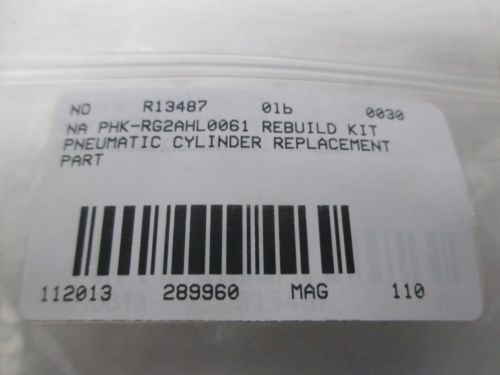 NO R13487 01b 0030
NA PHK-RG2AHL0061 REBUILD KIT
PNEUMATIC CYLINDER REPLACEMENT
PART
112013 289960 MAG 110